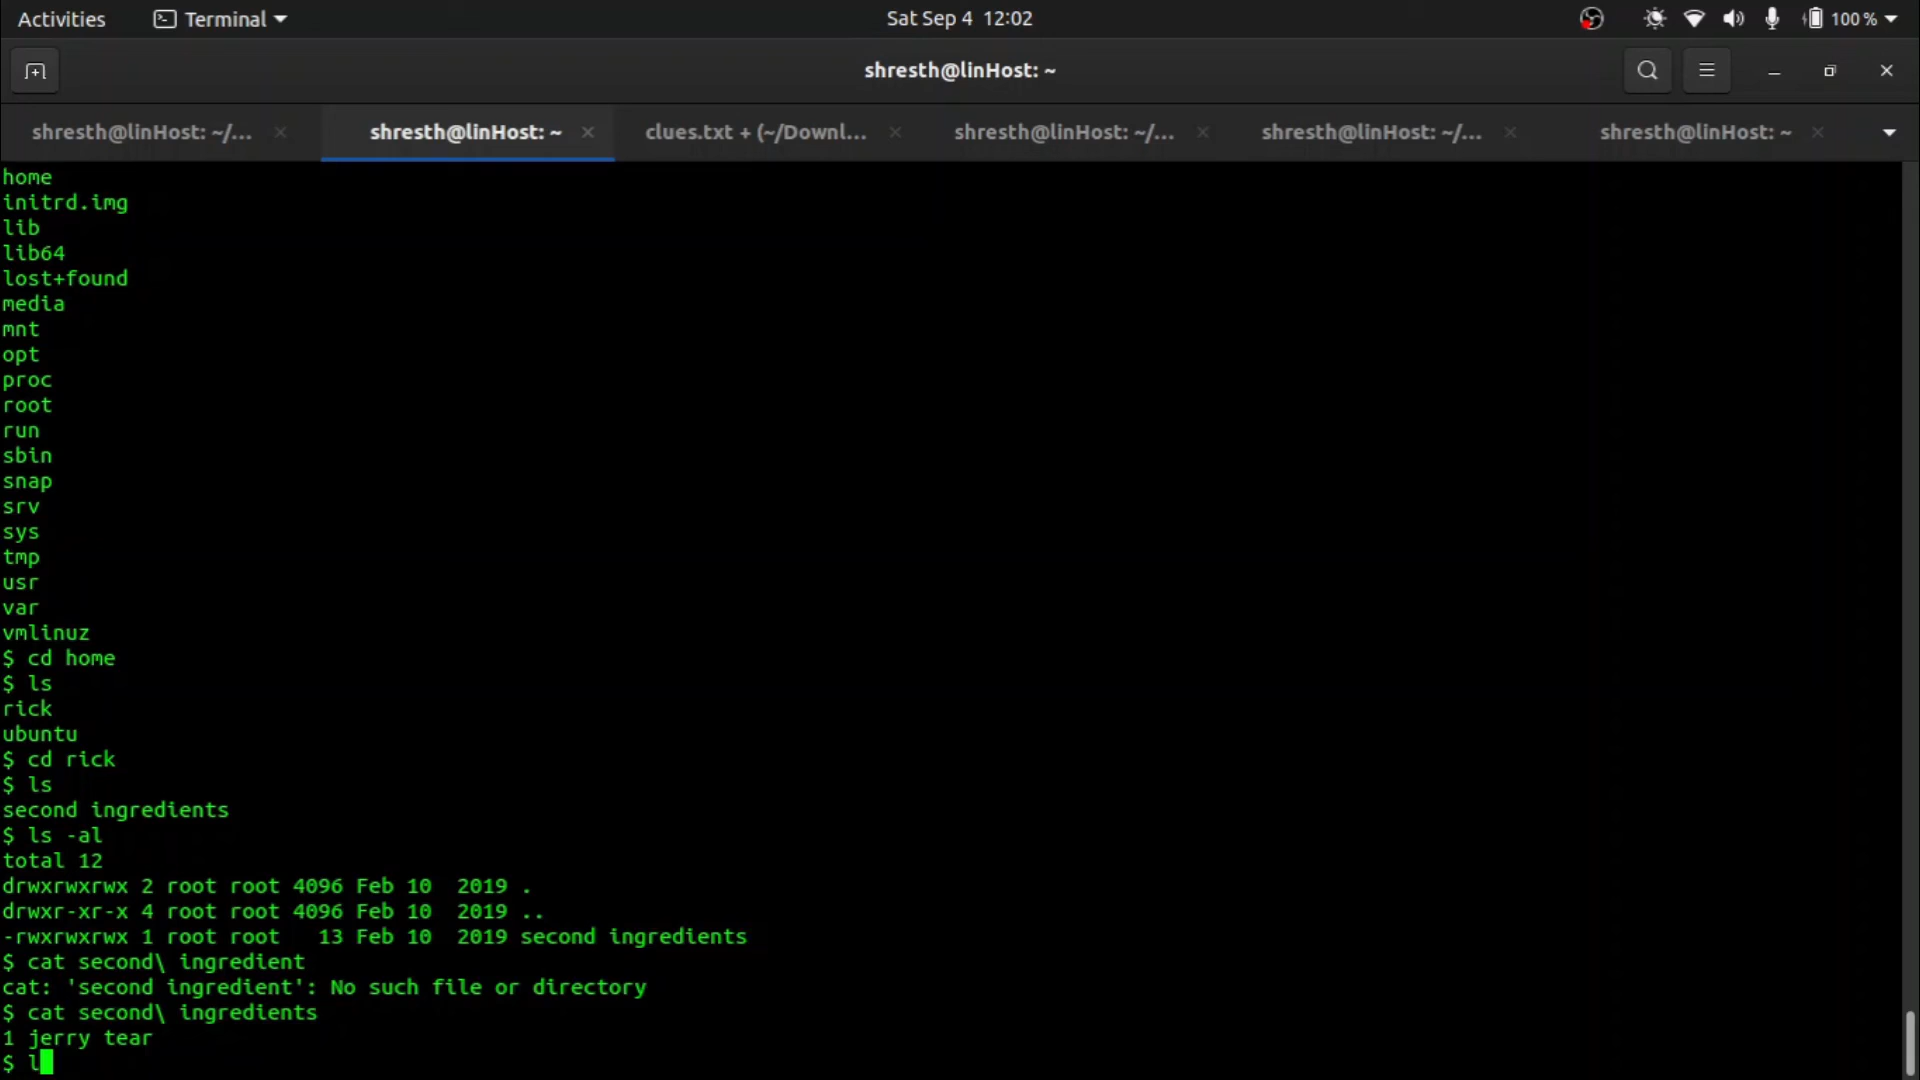 Activities Terminal Sat Sep 4 12:02 100 %
shresth@linHost: ~
shresth@linHost: ~/... shresth@linHost: ~ clues.txt + (~/Downl... shresth@linHost: ~/... shresth@linHost: ~/... shresth@linHost: ~
home
initrd.img
lib
lib64
lost+found
media
mnt
opt
proc
root
run
sbin
snap
srv
sys
tmp
usr
var
vmlinuz
$ cd home
$ ls
rick
ubuntu
$ cd rick
$ ls
second ingredients
$ ls -al
total 12
drwxrwxrwx 2 root root 4096 Feb 10  2019 .
drwxr-xr-x 4 root root 4096 Feb 10  2019 ..
-rwxrwxrwx 1 root root   13 Feb 10  2019 second ingredients
$ cat second\ ingredient
cat: 'second ingredient': No such file or directory
$ cat second\ ingredients
1 jerry tear
$ l